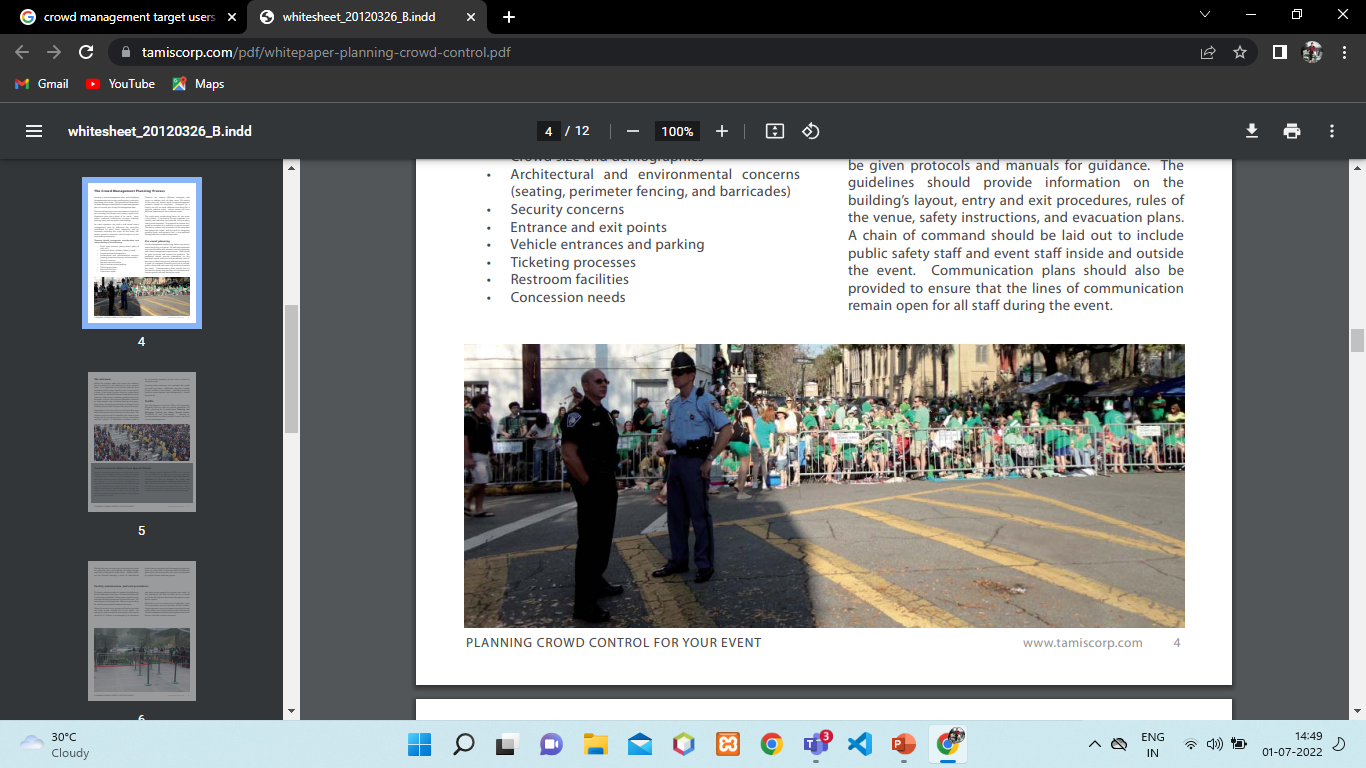 crowd management target users
whitesheet_20120326_B.indd
tamiscorp.com/pdf/whitepaper-planning-crowd-control.pdf
Gmail
YouTube
Maps
whitesheet_20120326_B.indd
4 / 12
100%
The Crowd Management Planning Process
4
5
6
Crowd size and demographics
• Architectural and environmental concerns
(seating, perimeter fencing, and barricades)
• Security concerns
• Entrance and exit points
• Vehicle entrances and parking
• Ticketing processes
• Restroom facilities
• Concession needs
be given protocols and manuals for guidance. The
guidelines should provide information on the
building's layout, entry and exit procedures, rules of
the venue, safety instructions, and evacuation plans.
A chain of command should be laid out to include
public safety staff and event staff inside and outside
the event. Communication plans should also be
provided to ensure that the lines of communication
remain open for all staff during the event.
PLANNING CROWD CONTROL FOR YOUR EVENT
www.tamiscorp.com 4
30°C
Cloudy
3
ENG
IN
14:49
01-07-2022